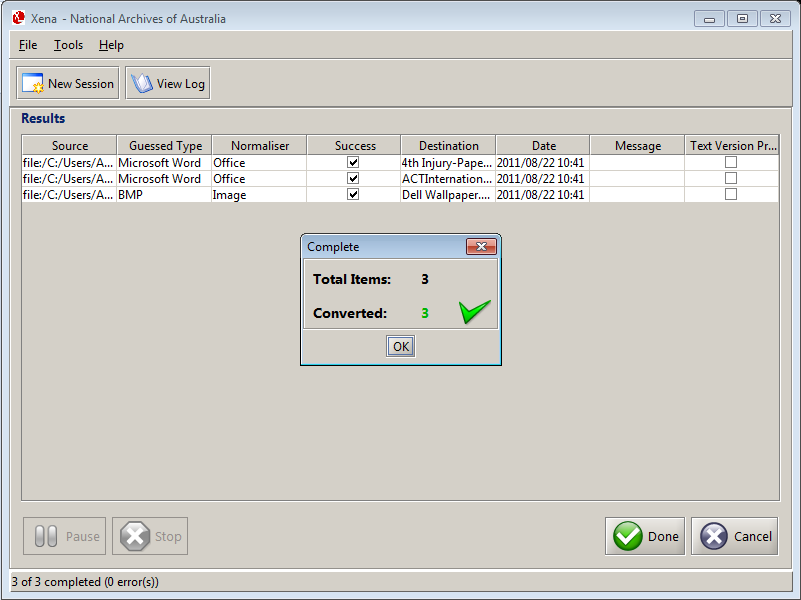 Xena - National Archives of Australia
File Tools Help
New Session View Log
Results
Source Guessed Type Normaliser Success Destination Date Message Text Version Pr...
file:/C:/Users/A... Microsoft Word Office 4th Injury-Pape... 2011/08/22 10:41
file:/C:/Users/A... Microsoft Word Office ACTInternation... 2011/08/22 10:41
file:/C:/Users/A... BMP Image Dell Wallpaper.... 2011/08/22 10:41
Complete
Total Items: 3
Converted: 3
OK
Pause Stop Done Cancel
3 of 3 completed (0 error(s))